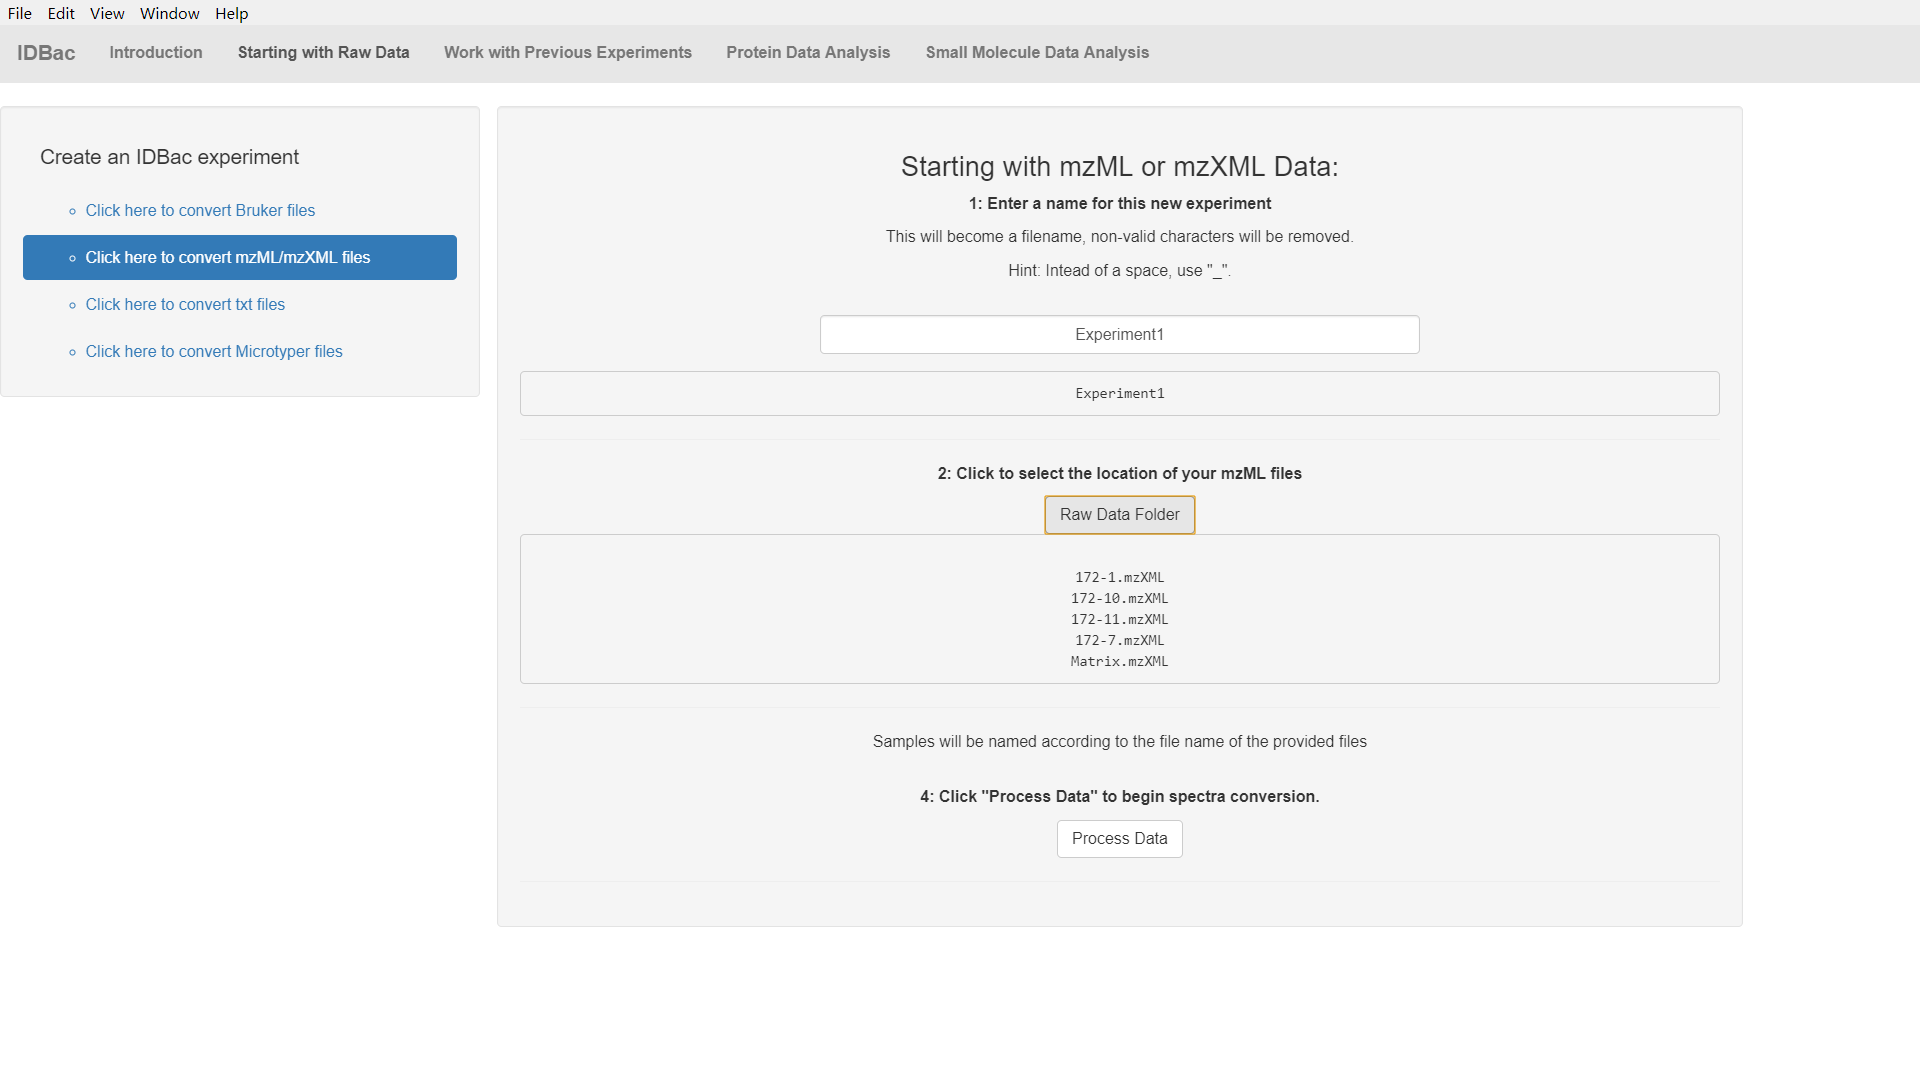 File Edit View Window Help
IDBac Introduction Starting with Raw Data Work with Previous Experiments Protein Data Analysis Small Molecule Data Analysis
Create an IDBac experiment
Click here to convert Bruker files
Click here to convert mzML/mzXML files
Click here to convert txt files
Click here to convert Microtyper files
Starting with mzML or mzXML Data:
1: Enter a name for this new experiment
This will become a filename, non-valid characters will be removed.
Hint: Intead of a space, use "_".
Experiment1
Experiment1
2: Click to select the location of your mzML files
Raw Data Folder
172-1.mzXML
172-10.mzXML
172-11.mzXML
172-7.mzXML
Matrix.mzXML
Samples will be named according to the file name of the provided files
4: Click "Process Data" to begin spectra conversion.
Process Data